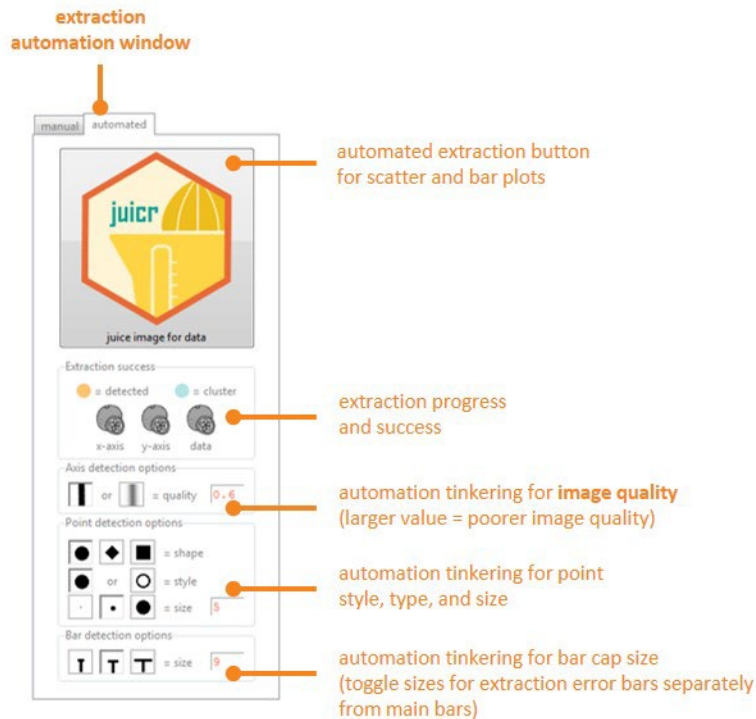 extraction
automation window
manual
automated
automated extraction button
for scatter and bar plots
juicr
juice image for data
Extraction success
= detected
= cluster
x-axis
y-axis
data
extraction progress
and success
Axis detection options
or
= quality
0.6
automation tinkering for image quality
(larger value = poorer image quality)
Point detection options
= shape
or
= style
= size
5
automation tinkering for point
style, type, and size
Bar detection options
= size
9
automation tinkering for bar cap size
(toggle sizes for extraction error bars separately
from main bars)